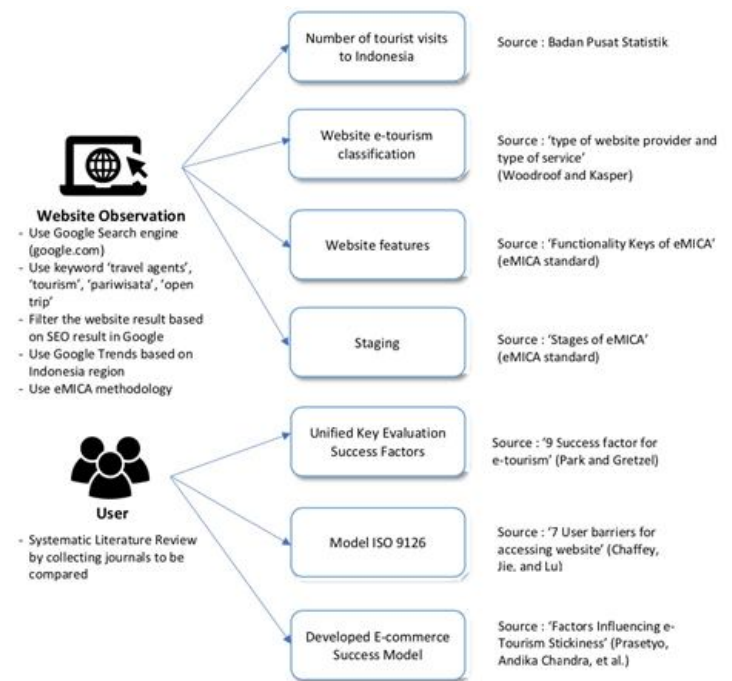 Number of tourist visits
to Indonesia
Source : Badan Pusat Statistik
Website e-tourism
classification
Source : ‘type of website provider and
type of service’
(Woodroof and Kasper)
Website Observation
- Use Google Search engine
(google.com)
- Use keyword ‘travel agents’,
‘tourism’, ‘pariwisata’, ‘open
trip’
- Filter the website result based
on SEO result in Google
- Use Google Trends based on
Indonesia region
- Use eMICA methodology
Website features
Source : ‘Functionality Keys of eMICA’
(eMICA standard)
Staging
Source : ‘Stages of eMICA’
(eMICA standard)
Unified Key Evaluation
Success Factors
Source : ‘9 Success factor for
e-tourism’ (Park and Gretzel)
User
- Systematic Literature Review
by collecting journals to be
compared
Model ISO 9126
Source : ‘7 User barriers for
accessing website’ (Chaffey,
Jie, and Lu)
Developed E-commerce
Success Model
Source : ‘Factors Influencing e-
Tourism Stickiness’ (Prasetyo,
Andika Chandra, et al.)